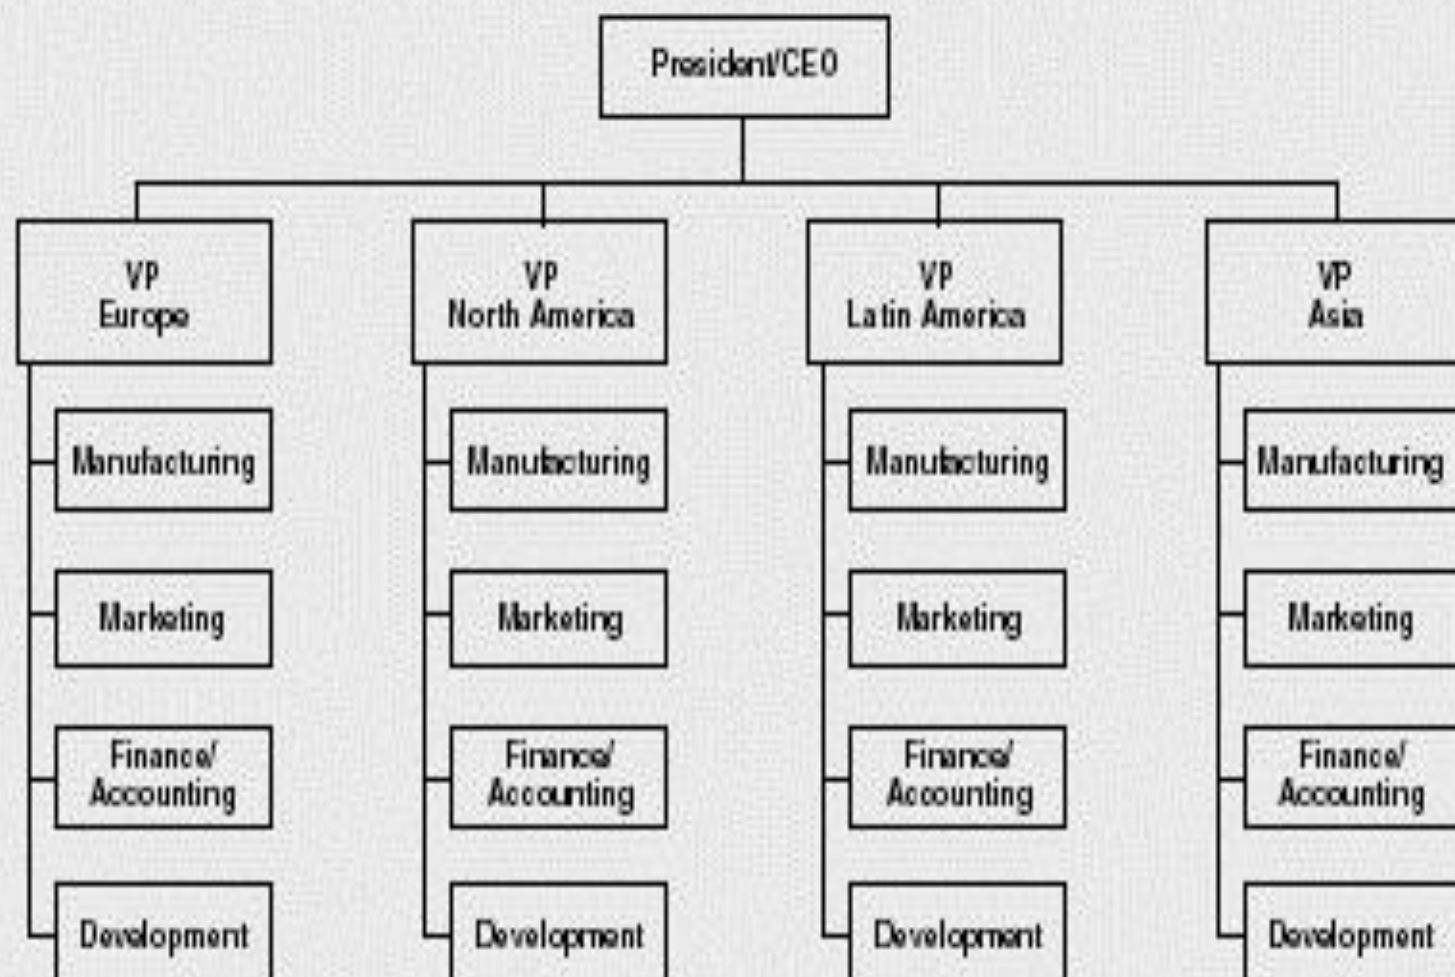 President/CEO
VP
Europe
Manufacturing
Marketing
Finance/
Accounting
Development
VP
North America
Manufacturing
Marketing
Finance/
Accounting
Development
VP
Latin America
Manufacturing
Marketing
Finance/
Accounting
Development
VP
Asia
Manufacturing
Marketing
Finance/
Accounting
Development